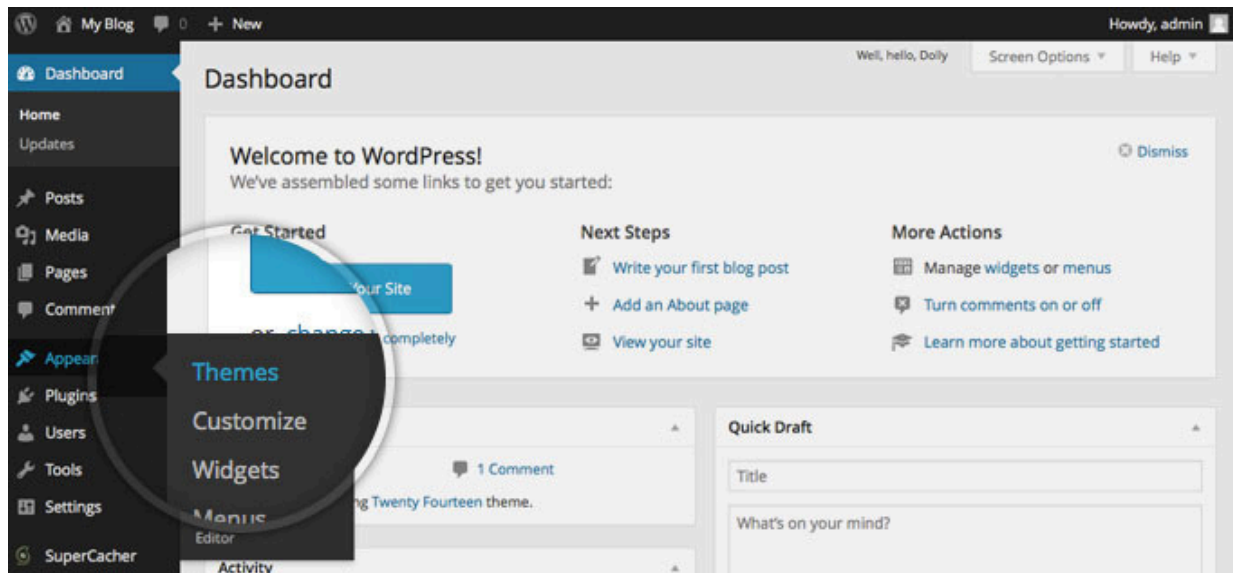 My Blog 0 + New Howdy, admin
Dashboard
Home
Updates
Posts
Media
Pages
Comment
Appear
Plugins
Users
Tools
Settings
SuperCacher
Themes
Customize
Widgets
Menus
Editor
Well, hello, Dolly Screen Options Help
Dashboard
Welcome to WordPress!
We've assembled some links to get you started:
Dismiss
Get Started
Your Site
or change completely
Next Steps
Write your first blog post
Add an About page
View your site
More Actions
Manage widgets or menus
Turn comments on or off
Learn more about getting started
1 Comment
Twenty Fourteen theme.
Activity
Quick Draft
Title
What's on your mind?